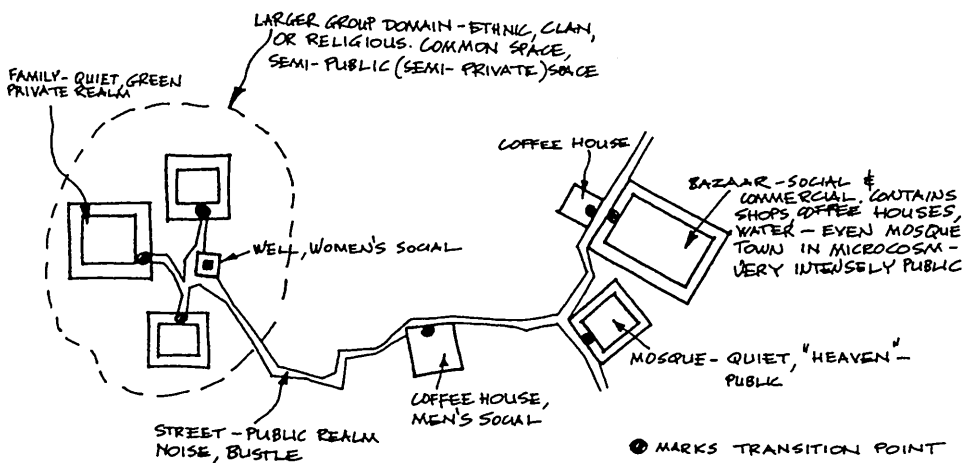 LARGER GROUP DOMAIN - ETHNIC, CLAN,
OR RELIGIOUS. COMMON SPACE,
SEMI-PUBLIC (SEMI-PRIVATE) SPACE
FAMILY - QUIET, GREEN
PRIVATE REALM
COFFEE HOUSE
BAZAAR - SOCIAL &
COMMERCIAL. CONTAINS
SHOPS, COFFEE HOUSES,
WATER - EVEN MOSQUE
TOWN IN MICROCOSM -
VERY INTENSELY PUBLIC
WELL, WOMEN'S SOCIAL
MOSQUE - QUIET, "HEAVEN" -
PUBLIC
COFFEE HOUSE,
MEN'S SOCIAL
STREET - PUBLIC REALM
NOISE, BUSTLE
MARKS TRANSITION POINT